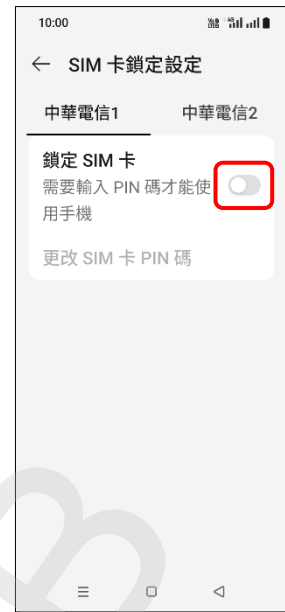 10:00
SIM 卡鎖定設定
中華電信1 中華電信2
鎖定 SIM 卡
需要輸入 PIN 碼才能使
用手機
更改 SIM 卡 PIN 碼